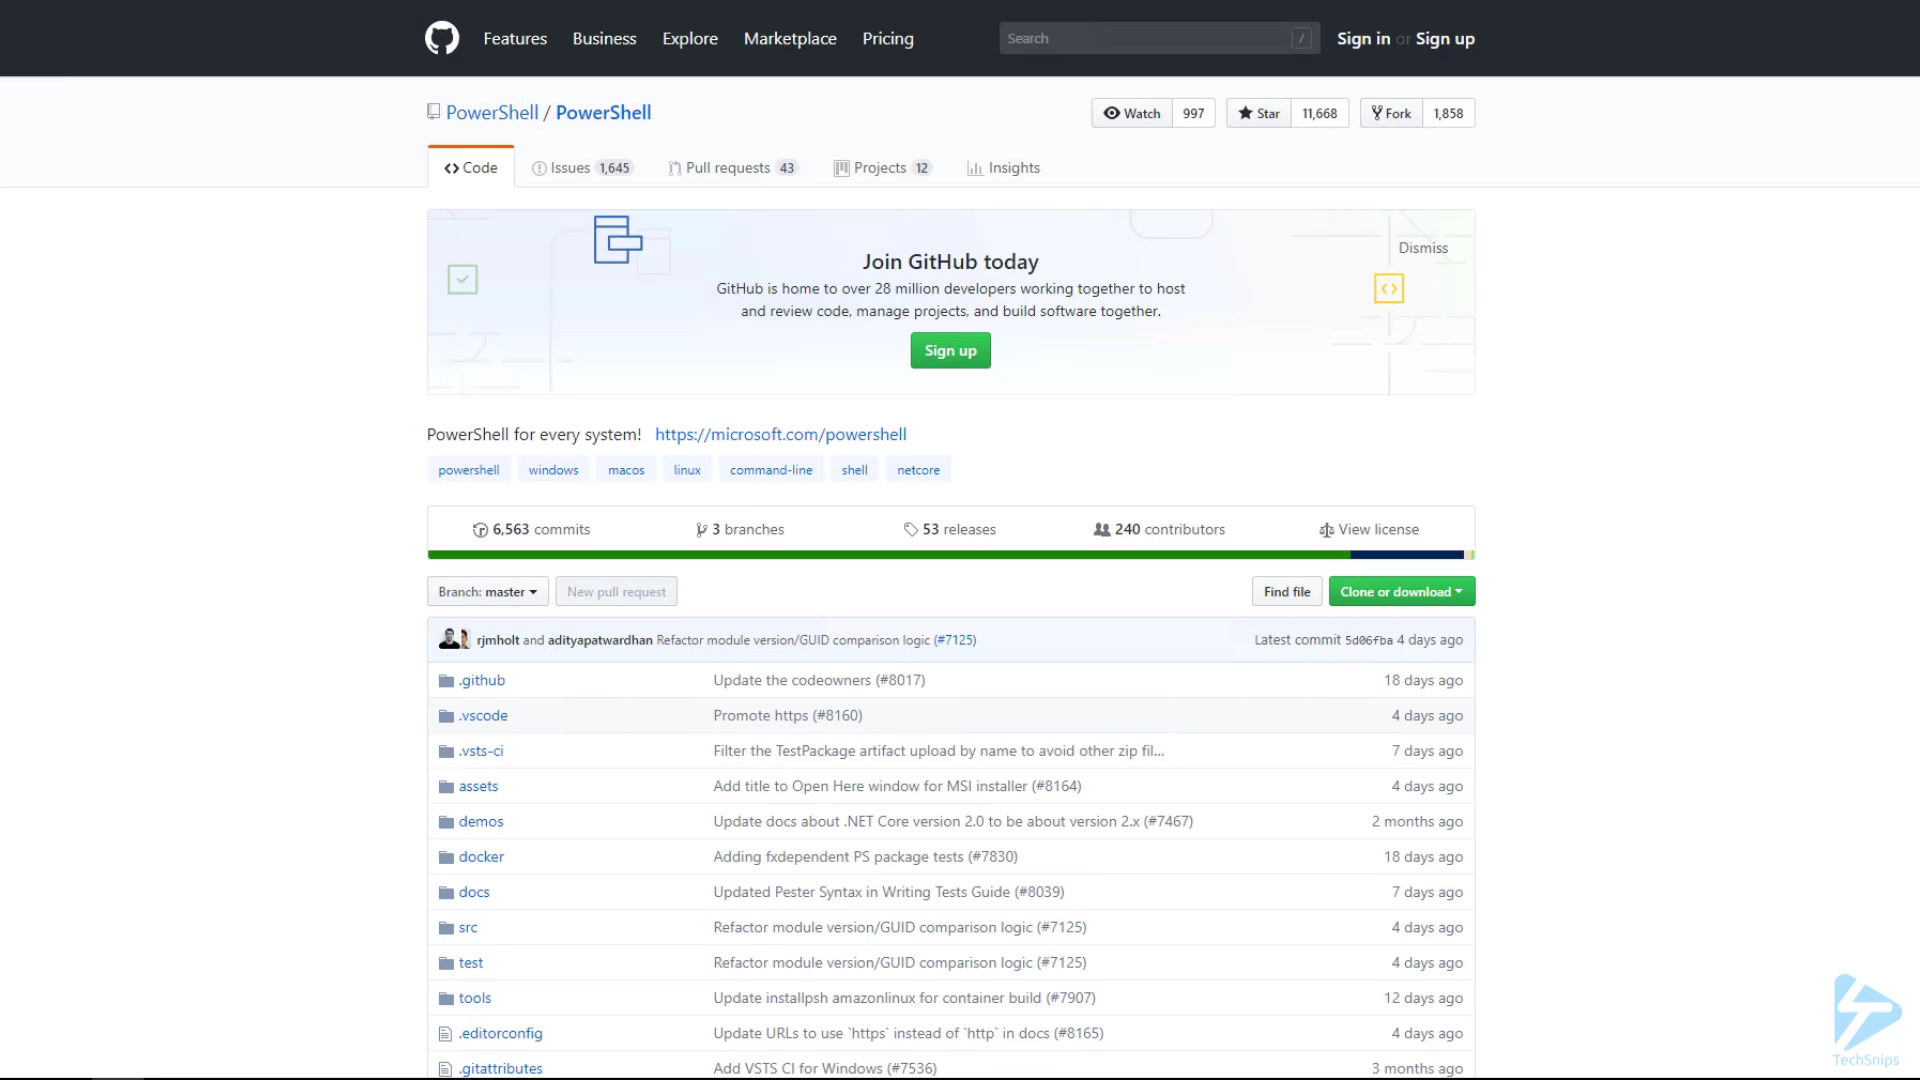 Features Business Explore Marketplace Pricing Search / Sign in or Sign up
PowerShell / PowerShell Watch 997 Star 11,668 Fork 1,858
Code Issues 1,645 Pull requests 43 Projects 12 Insights
Dismiss
Join GitHub today
GitHub is home to over 28 million developers working together to host
and review code, manage projects, and build software together.
Sign up
PowerShell for every system! https://microsoft.com/powershell
powershell windows macos linux command-line shell netcore
6,563 commits 3 branches 53 releases 240 contributors View license
Branch: master New pull request Find file Clone or download
rjmholt and adityapatwardhan Refactor module version/GUID comparison logic (#7125) Latest commit 5d06fba 4 days ago
.github Update the codeowners (#8017) 18 days ago
.vscode Promote https (#8160) 4 days ago
.vsts-ci Filter the TestPackage artifact upload by name to avoid other zip fil... 7 days ago
assets Add title to Open Here window for MSI installer (#8164) 4 days ago
demos Update docs about .NET Core version 2.0 to be about version 2.x (#7467) 2 months ago
docker Adding fxdependent PS package tests (#7830) 18 days ago
docs Updated Pester Syntax in Writing Tests Guide (#8039) 7 days ago
src Refactor module version/GUID comparison logic (#7125) 4 days ago
test Refactor module version/GUID comparison logic (#7125) 4 days ago
tools Update installpsh amazonlinux for container build (#7907) 12 days ago
.editorconfig Update URLs to use `https` instead of `http` in docs (#8165) 4 days ago
.gitattributes Add VSTS CI for Windows (#7536) 3 months ago
TechSnips